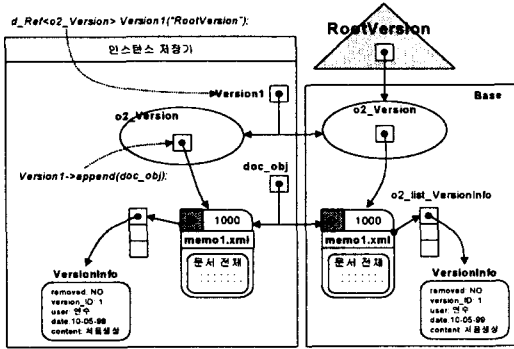 d_Ref<o2_Version> Version1("RootVersion");
RootVersion
인스턴스 저장기
Base
Version1
o2_Version
o2_Version
Version1->append(doc_obj);
doc_obj
o2_list_VersionInfo
1000
1000
memo1.xml
memo1.xml
문서 전체
문서 전체
VersionInfo
VersionInfo
removed: NO
version_ID: 1
user: 연수
date:10-05-99
content: 처음생성
removed: NO
version_ID: 1
user: 연수
date:10-05-99
content: 처음생성